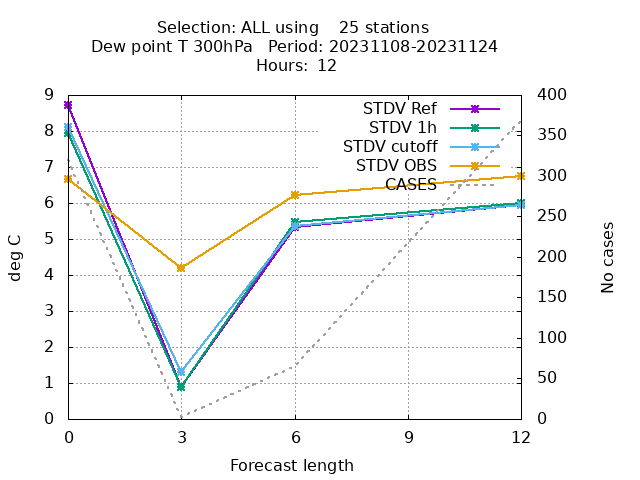 Selection: ALL using    25 stations
Dew point T 300hPa   Period: 20231108-20231124
Hours: 12
9
8
7
6
5
4
3
2
1
0
deg C
STDV Ref
STDV 1h
STDV cutoff
STDV OBS
CASES
400
350
300
250
200
150
100
50
0
No cases
0
3
6
9
12
Forecast length